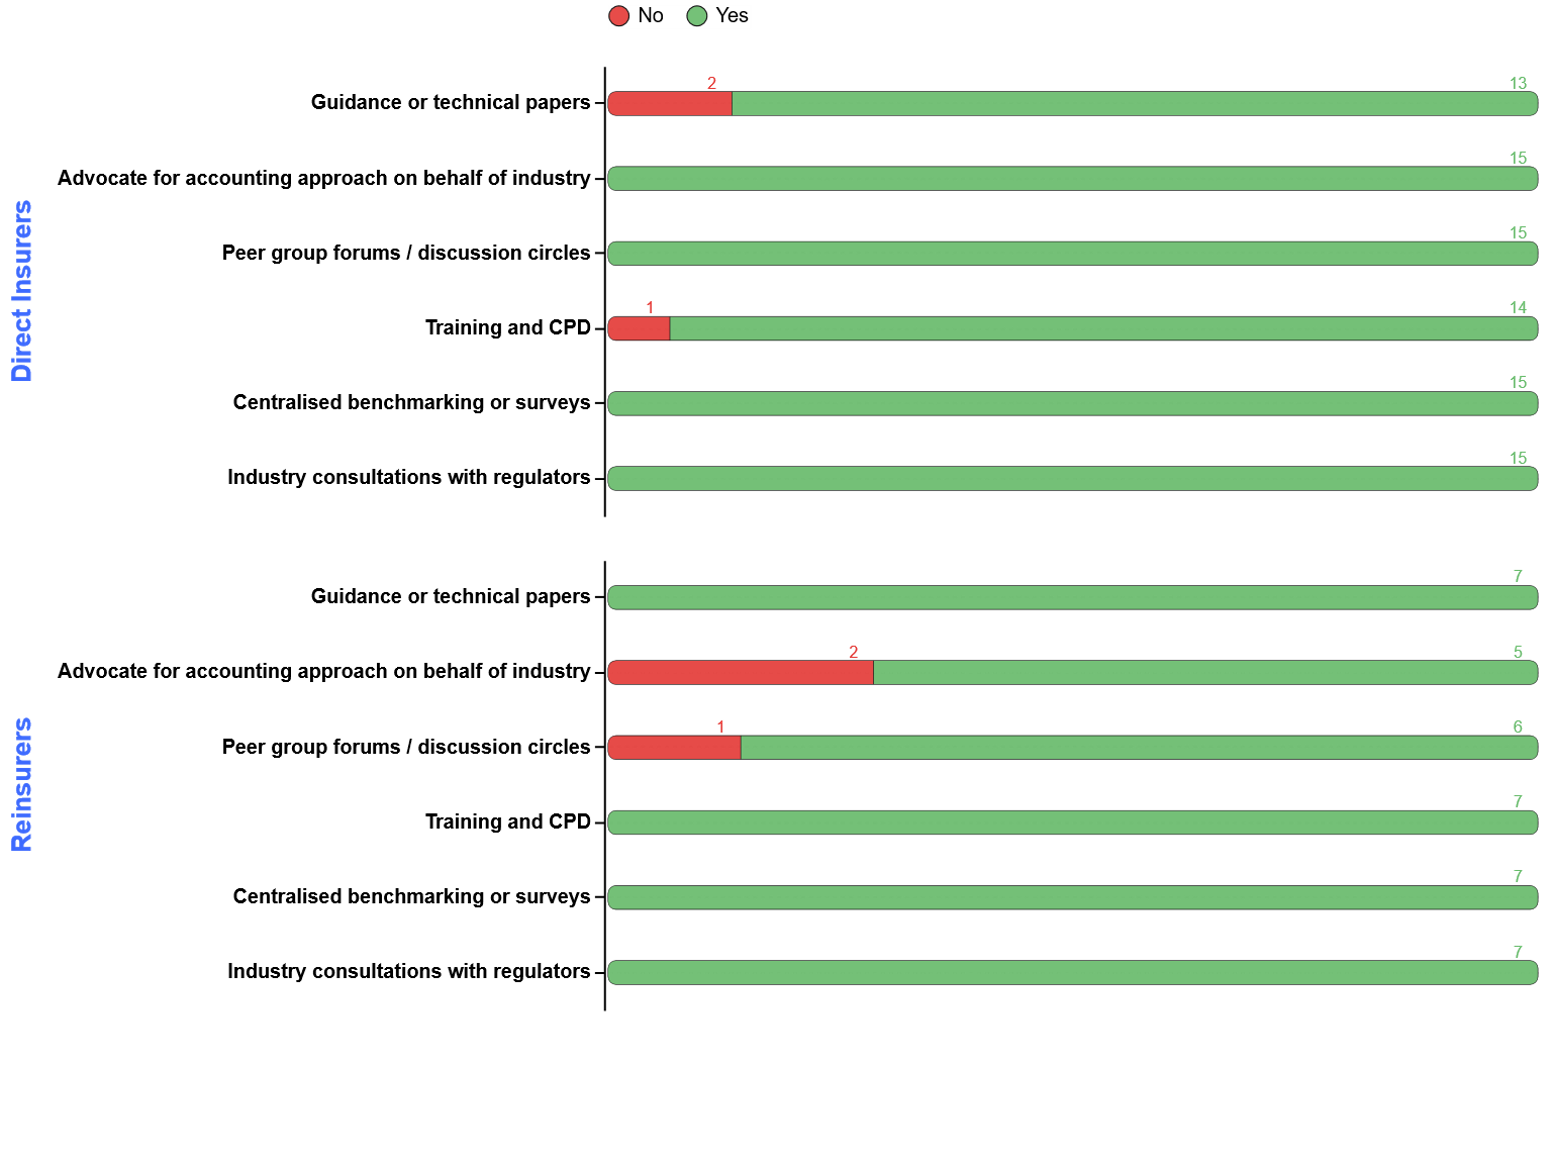 No Yes
Direct Insurers
Guidance or technical papers 2 13
Advocate for accounting approach on behalf of industry 15
Peer group forums / discussion circles 15
Training and CPD 1 14
Centralised benchmarking or surveys 15
Industry consultations with regulators 15
Reinsurers
Guidance or technical papers 7
Advocate for accounting approach on behalf of industry 2 5
Peer group forums / discussion circles 1 6
Training and CPD 7
Centralised benchmarking or surveys 7
Industry consultations with regulators 7